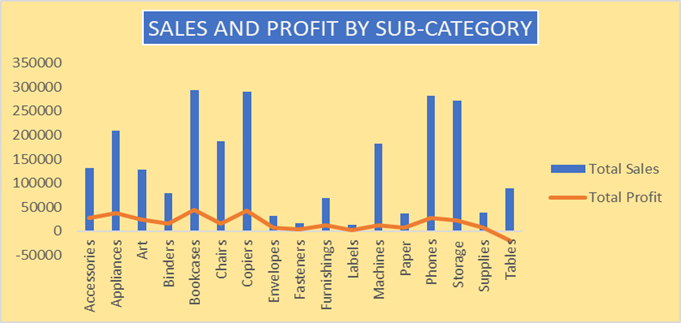 SALES AND PROFIT BY SUB-CATEGORY
350000
300000
250000
200000
150000
100000
50000
0
-50000
Accessories
Appliances
Art
Binders
Bookcases
Chairs
Copiers
Envelopes
Fasteners
Furnishings
Labels
Machines
Paper
Phones
Storage
Supplies
Tables
Total Sales
Total Profit